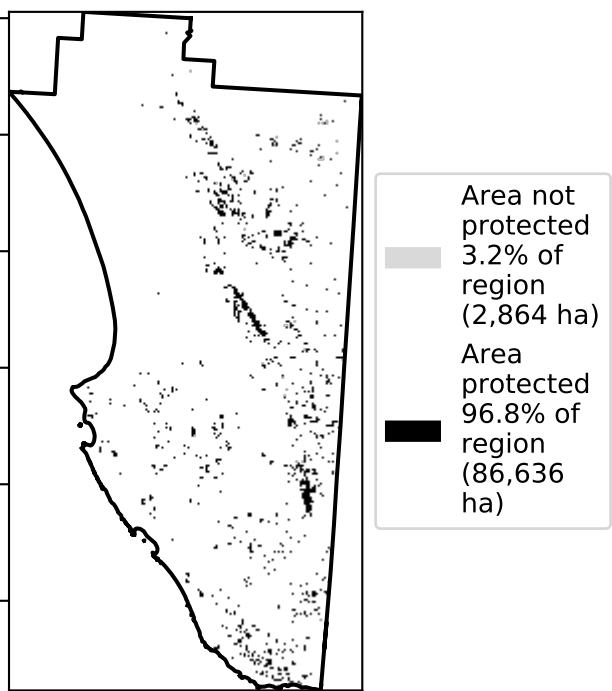 Area not
protected
3.2% of
region
(2,864 ha)
Area
protected
96.8% of
region
(86,636
ha)